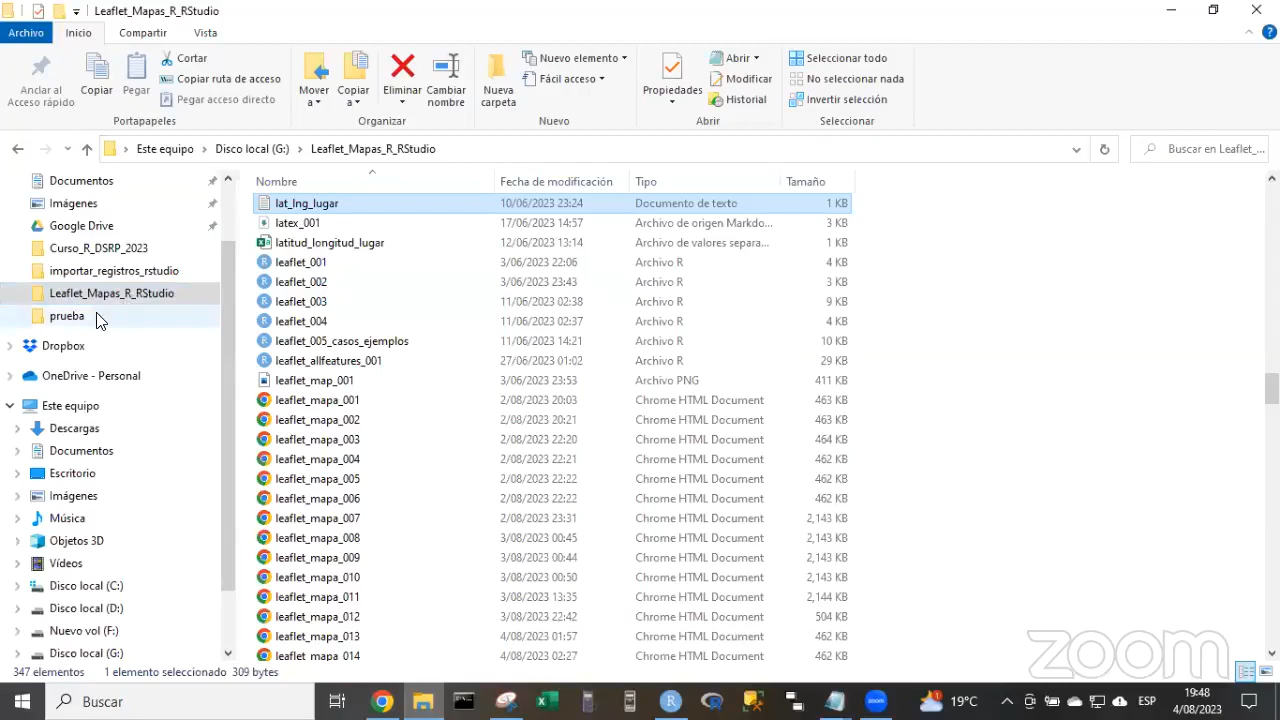 Leaflet_Mapas_R_RStudio
Archivo Inicio Compartir Vista
Anclar al Acceso rápido
Copiar
Pegar
Cortar
Copiar ruta de acceso
Pegar acceso directo
Portapapeles
Mover a
Copiar a
Eliminar
Cambiar nombre
Organizar
Nueva carpeta
Nuevo elemento
Fácil acceso
Nuevo
Propiedades
Abrir
Modificar
Historial
Abrir
Seleccionar todo
No seleccionar nada
Invertir selección
Seleccionar
Este equipo Disco local (G:) Leaflet_Mapas_R_RStudio
Buscar en Leaflet_...
Documentos
Imágenes
Google Drive
Curso_R_DSRP_2023
importar_registros_rstudio
Leaflet_Mapas_R_RStudio
prueba
Dropbox
OneDrive - Personal
Este equipo
Descargas
Documentos
Escritorio
Imágenes
Música
Objetos 3D
Vídeos
Disco local (C:)
Disco local (D:)
Nuevo vol (F:)
Disco local (G:)
Nombre Fecha de modificación Tipo Tamaño
lat_lng_lugar 10/06/2023 23:24 Documento de texto 1 KB
latex_001 17/06/2023 14:57 Archivo de origen Markdo... 3 KB
latitud_longitud_lugar 12/06/2023 13:14 Archivo de valores separa... 1 KB
leaflet_001 3/06/2023 22:06 Archivo R 4 KB
leaflet_002 3/06/2023 23:43 Archivo R 3 KB
leaflet_003 11/06/2023 02:38 Archivo R 9 KB
leaflet_004 11/06/2023 02:37 Archivo R 4 KB
leaflet_005_casos_ejemplos 11/06/2023 14:21 Archivo R 10 KB
leaflet_allfeatures_001 27/06/2023 01:02 Archivo R 29 KB
leaflet_map_001 3/06/2023 23:53 Archivo PNG 411 KB
leaflet_mapa_001 2/08/2023 20:03 Chrome HTML Document 463 KB
leaflet_mapa_002 2/08/2023 20:21 Chrome HTML Document 463 KB
leaflet_mapa_003 2/08/2023 22:20 Chrome HTML Document 464 KB
leaflet_mapa_004 2/08/2023 22:21 Chrome HTML Document 462 KB
leaflet_mapa_005 2/08/2023 22:22 Chrome HTML Document 462 KB
leaflet_mapa_006 2/08/2023 22:22 Chrome HTML Document 462 KB
leaflet_mapa_007 2/08/2023 23:31 Chrome HTML Document 2,143 KB
leaflet_mapa_008 3/08/2023 00:45 Chrome HTML Document 2,143 KB
leaflet_mapa_009 3/08/2023 00:44 Chrome HTML Document 2,143 KB
leaflet_mapa_010 3/08/2023 00:50 Chrome HTML Document 2,143 KB
leaflet_mapa_011 3/08/2023 13:35 Chrome HTML Document 2,144 KB
leaflet_mapa_012 3/08/2023 22:42 Chrome HTML Document 504 KB
leaflet_mapa_013 4/08/2023 01:57 Chrome HTML Document 462 KB
leaflet_mapa_014 4/08/2023 02:27 Chrome HTML Document 462 KB
zoom
347 elementos 1 elemento seleccionado 309 bytes
Buscar
zoom
19°C
ESP
19:48
4/08/2023